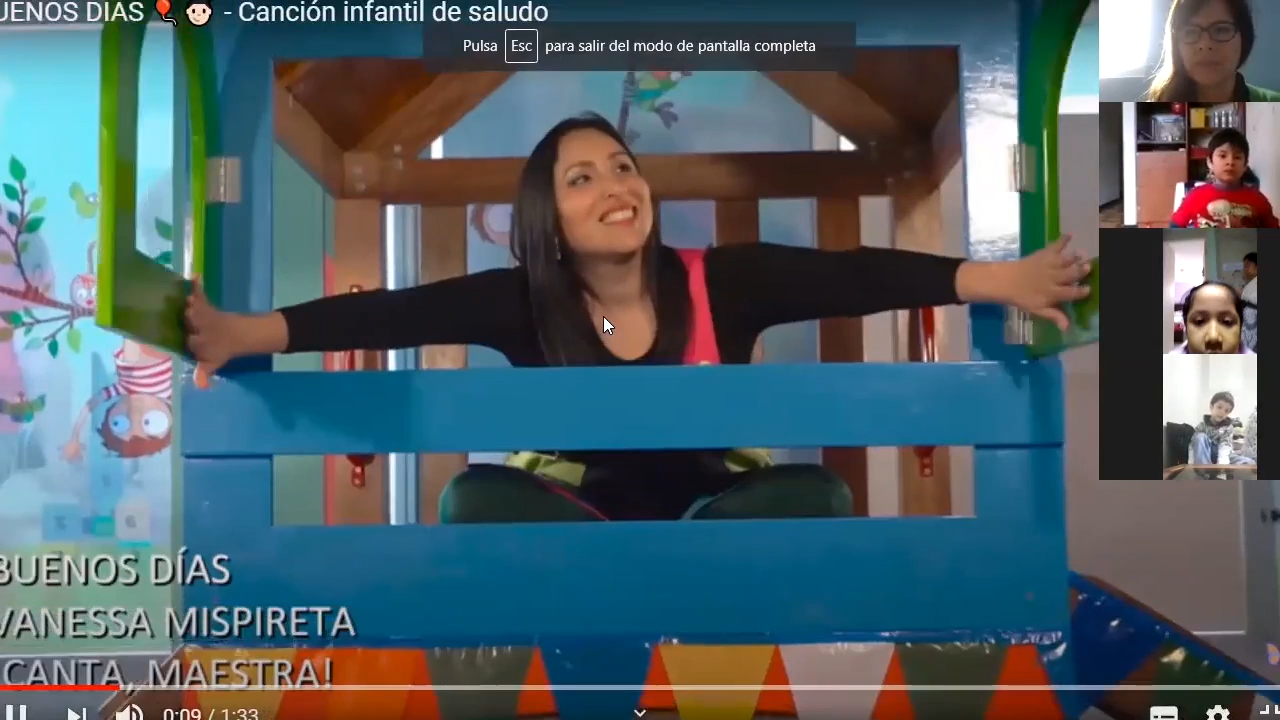 UENOS DIAS 🎈👩🏻 - Canción infantil de saludo
Pulsa Esc para salir del modo de pantalla completa
BUENOS DÍAS
VANESSA MISPIRETA
¡CANTA, MAESTRA!
0:09 / 1:33